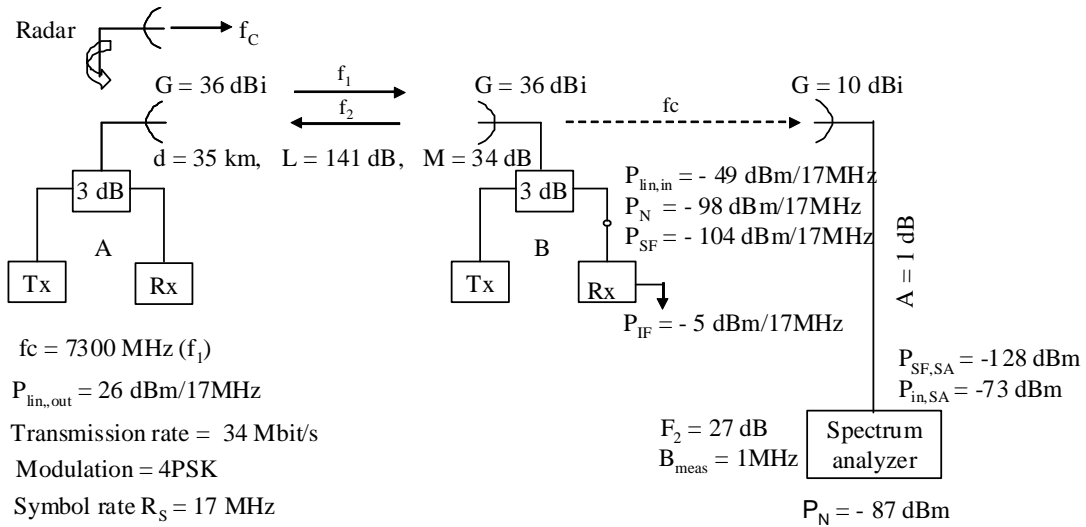 Radar
f_C
G = 36 dBi
f_1
G = 36 dBi
G = 10 dBi
f_2
fc
d = 35 km, L = 141 dB, M = 34 dB
3 dB
3 dB
P_lin,in = - 49 dBm/17MHz
P_N = - 98 dBm/17MHz
P_SF = - 104 dBm/17MHz
A
B
A = 1 dB
Tx
Rx
Tx
Rx
P_IF = - 5 dBm/17MHz
fc = 7300 MHz (f_1)
P_lin,,out = 26 dBm/17MHz
Transmission rate = 34 Mbit/s
Modulation = 4PSK
Symbol rate R_S = 17 MHz
P_SF,SA = -128 dBm
P_in,SA = -73 dBm
F_2 = 27 dB
B_meas = 1MHz
Spectrum
analyzer
P_N = - 87 dBm